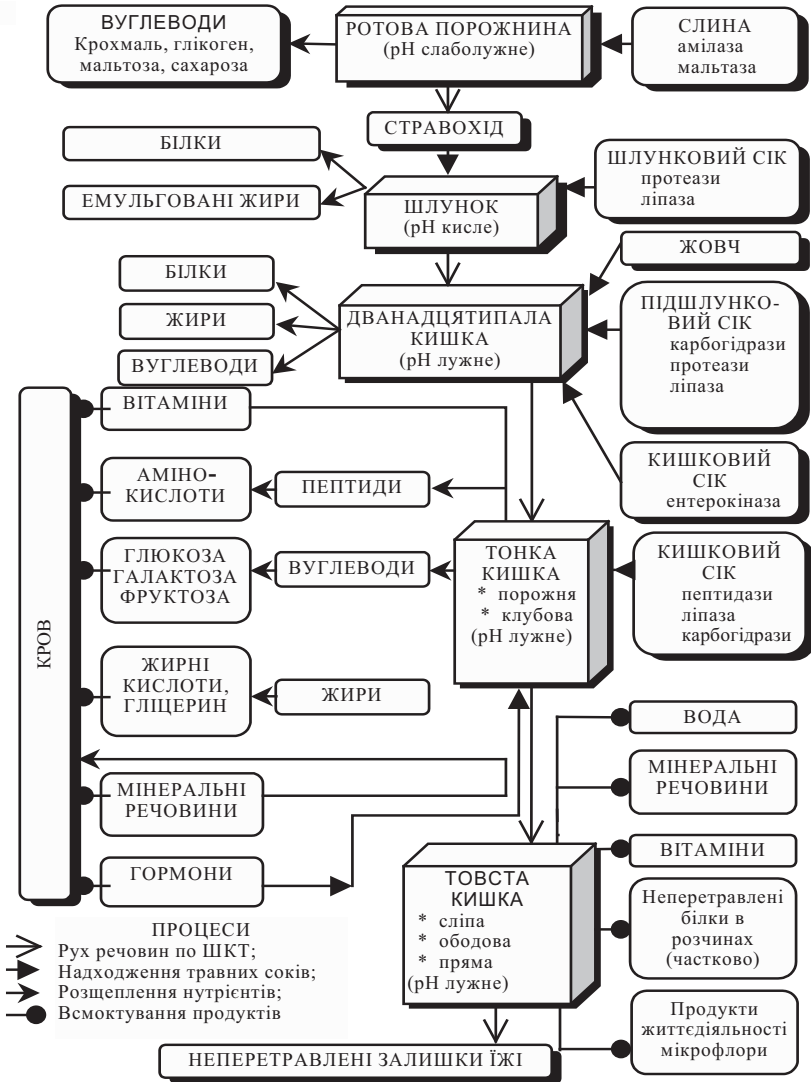 ВУГЛЕВОДИ
Крохмаль, глікоген,
мальтоза, сахароза
РОТОВА ПОРОЖНИНА
(рН слаболужне)
СЛИНА
амілаза
мальтаза
СТРАВОХІД
БІЛКИ
ЕМУЛЬГОВАНІ ЖИРИ
ШЛУНОК
(рН кисле)
ШЛУНКОВИЙ СІК
протеази
ліпаза
ЖОВЧ
БІЛКИ
ЖИРИ
ВУГЛЕВОДИ
ДВАНАДЦЯТИПАЛА
КИШКА
(рН лужне)
ПІДШЛУНКО-
ВИЙ СІК
карбогідрази
протеази
ліпаза
КИШКОВИЙ
СІК
ентерокіназа
КРОВ
ВІТАМІНИ
АМІНО-
КИСЛОТИ
ПЕПТИДИ
ГЛЮКОЗА
ГАЛАКТОЗА
ФРУКТОЗА
ВУГЛЕВОДИ
ТОНКА
КИШКА
* порожня
* клубова
(рН лужне)
КИШКОВИЙ
СІК
пептидази
ліпаза
карбогідрази
ЖИРНІ
КИСЛОТИ,
ГЛІЦЕРИН
ЖИРИ
МІНЕРАЛЬНІ
РЕЧОВИНИ
ГОРМОНИ
ВОДА
МІНЕРАЛЬНІ
РЕЧОВИНИ
ВІТАМІНИ
ТОВСТА
КИШКА
* сліпа
* ободова
* пряма
(рН лужне)
Неперетравлені
білки в
розчинах
(частково)
Продукти
життєдіяльності
мікрофлори
НЕПЕРЕТРАВЛЕНІ ЗАЛИШКИ ЇЖІ
ПРОЦЕСИ
Рух речовин по ШКТ;
Надходження травних соків;
Розщеплення нутрієнтів;
Всмоктування продуктів